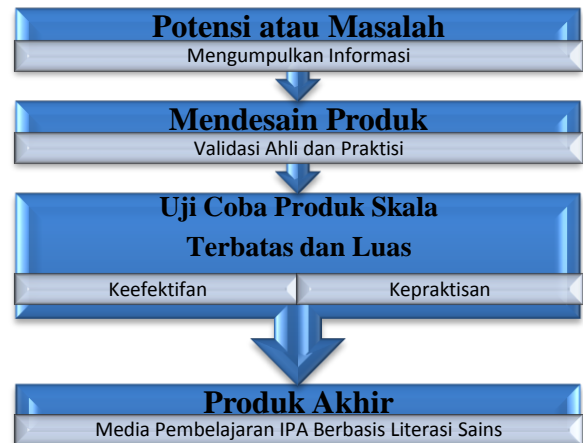 Potensi atau Masalah
Mengumpulkan Informasi
Mendesain Produk
Validasi Ahli dan Praktisi
Uji Coba Produk Skala
Terbatas dan Luas
Keefektifan
Kepraktisan
Produk Akhir
Media Pembelajaran IPA Berbasis Literasi Sains